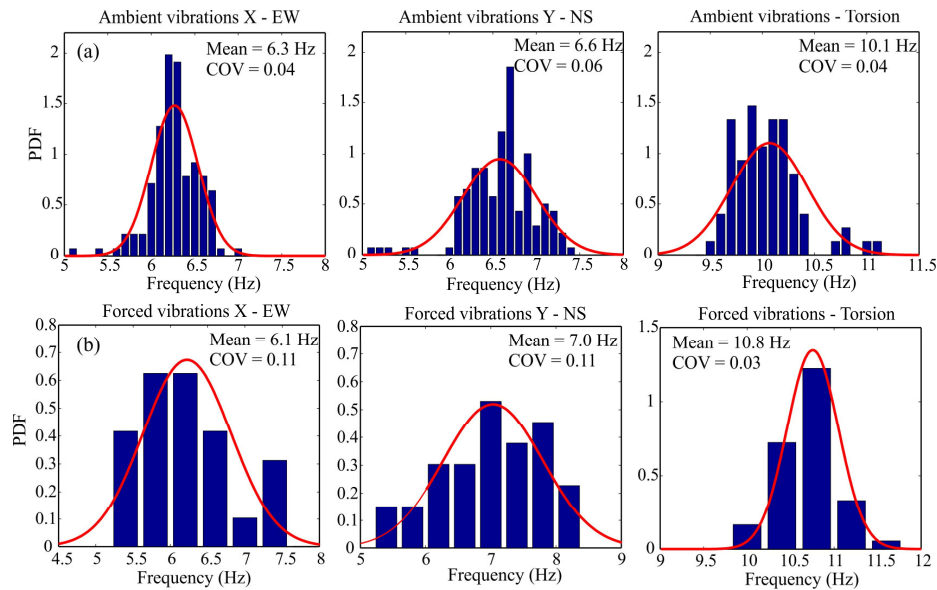 Ambient vibrations X - EW
(a)
Mean = 6.3 Hz
COV = 0.04
PDF
2
1.5
1
0.5
0
5 5.5 6 6.5 7 7.5 8
Frequency (Hz)
Ambient vibrations Y - NS
Mean = 6.6 Hz
COV = 0.06
2
1.5
1
0.5
0
5 5.5 6 6.5 7 7.5 8
Frequency (Hz)
Ambient vibrations - Torsion
Mean = 10.1 Hz
COV = 0.04
2
1.5
1
0.5
0
9 9.5 10 10.5 11 11.5
Frequency (Hz)
Forced vibrations X - EW
(b)
Mean = 6.1 Hz
COV = 0.11
PDF
0.8
0.7
0.6
0.5
0.4
0.3
0.2
0.1
0
4.5 5 5.5 6 6.5 7 7.5 8
Frequency (Hz)
Forced vibrations Y - NS
Mean = 7.0 Hz
COV = 0.11
0.8
0.7
0.6
0.5
0.4
0.3
0.2
0.1
0
5 6 7 8 9
Frequency (Hz)
Forced vibrations - Torsion
Mean = 10.8 Hz
COV = 0.03
1.5
1
0.5
0
9 9.5 10 10.5 11 11.5 12
Frequency (Hz)